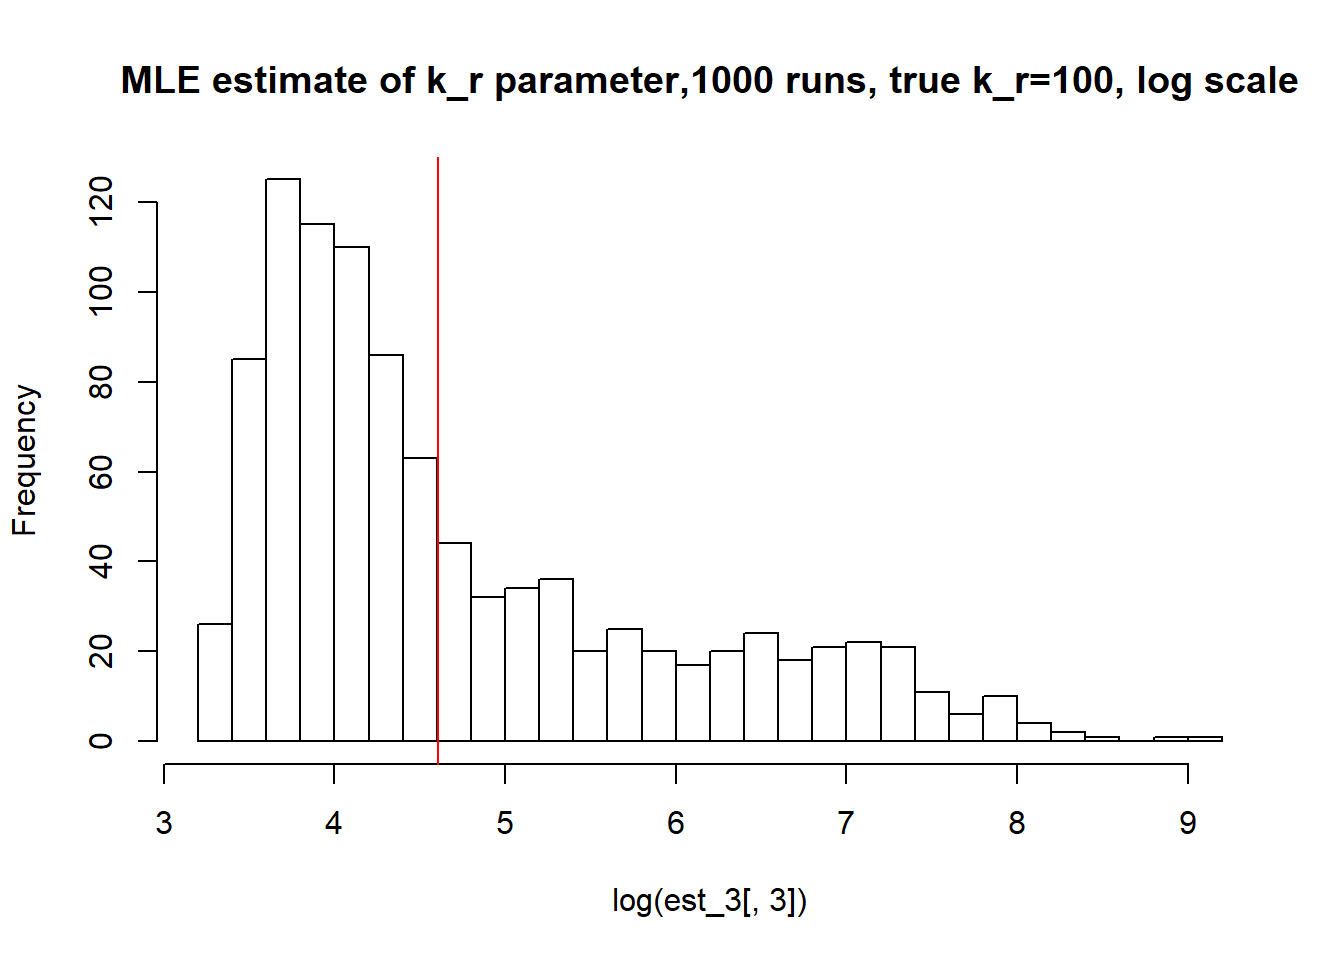 MLE estimate of k_r parameter,1000 runs, true k_r=100, log scale
Frequency
120
100
80
60
40
20
0
3 4 5 6 7 8 9
log(est_3[, 3])